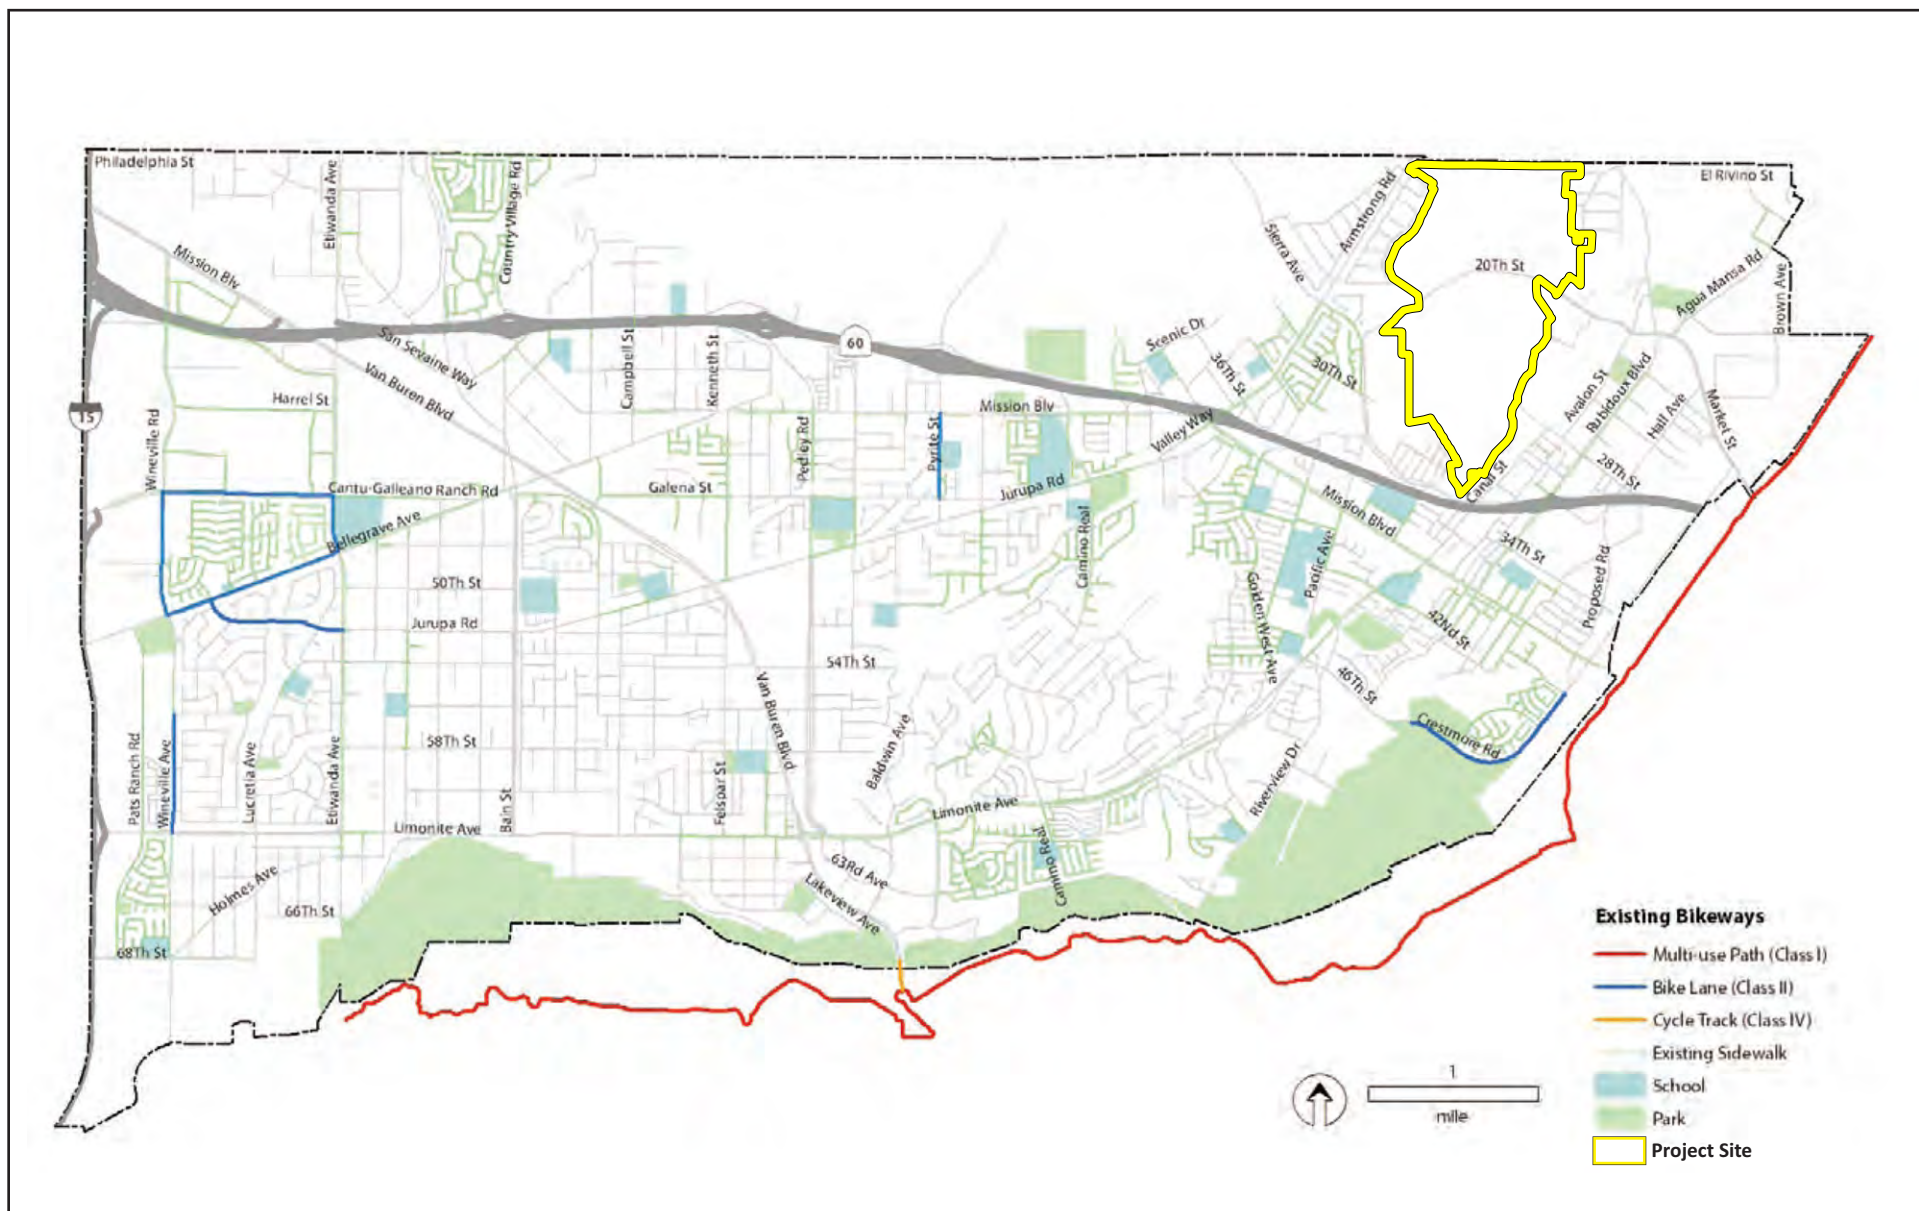 Philadelphia St
Etiwanda Ave
Country Village Rd
El Rivino St
Armstrong Rd
Sierra Ave
20Th St
Agua Mansa Rd
Brown Ave
Mission Blv
San Sevaine Way
Van Buren Blvd
Campbell St
Kenneth St
60
Scenic Dr
36Th St
30Th St
Avalon St
Rubidoux Blvd
Hall Ave
Market St
15
Harrel St
Wineville Rd
Mission Blv
Pyrite St
Pedley Rd
Valley Way
Cantu-Galleano Ranch Rd
Galena St
Jurupa Rd
Canal St
28Th St
Bellegrave Ave
Camino Real
Mission Blvd
34Th St
Pacific Ave
Golden West Ave
Proposed Rd
50Th St
Jurupa Rd
42Nd St
54Th St
46Th St
Van Buren Blvd
58Th St
Baldwin Ave
Crestmore Rd
Riverview Dr
Pats Ranch Rd
Wineville Ave
Lucretia Ave
Etiwanda Ave
Bain St
Felspar St
Limonite Ave
Limonite Ave
Camino Real
63Rd Ave
Lakeview Ave
Holmes Ave
66Th St
68Th St
Existing Bikeways
Multi-use Path (Class I)
Bike Lane (Class II)
Cycle Track (Class IV)
Existing Sidewalk
School
Park
Project Site
1
mile